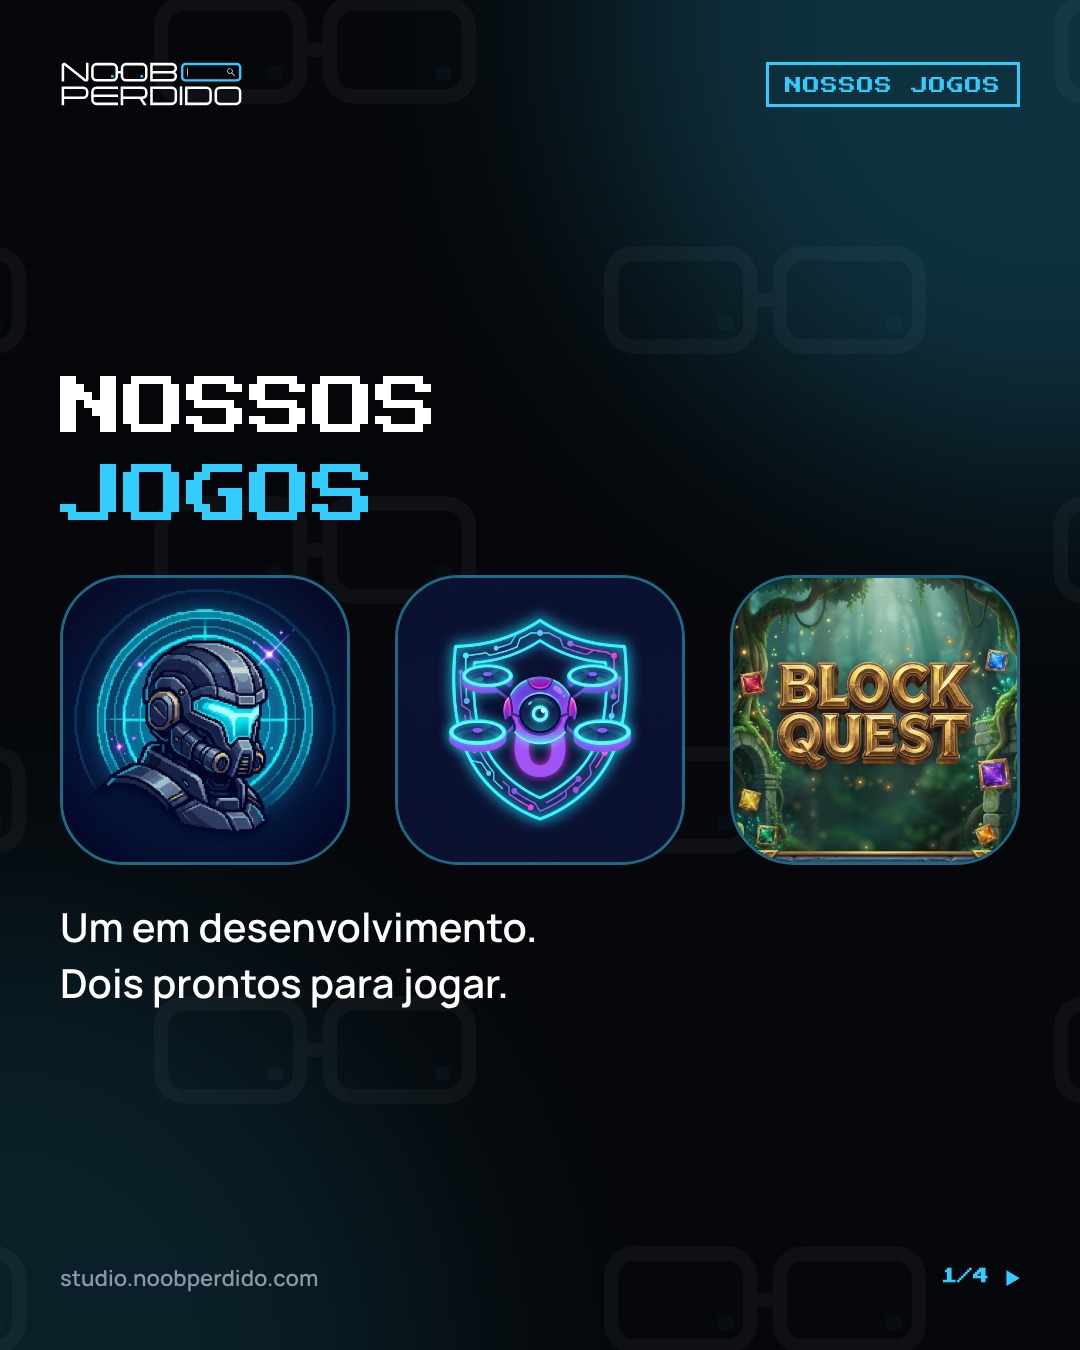 NOOB
PERDIDO
NOSSOS JOGOS
NOSSOS
JOGOS
BLOCK
QUEST
Um em desenvolvimento.
Dois prontos para jogar.
studio.noobperdido.com
1/4